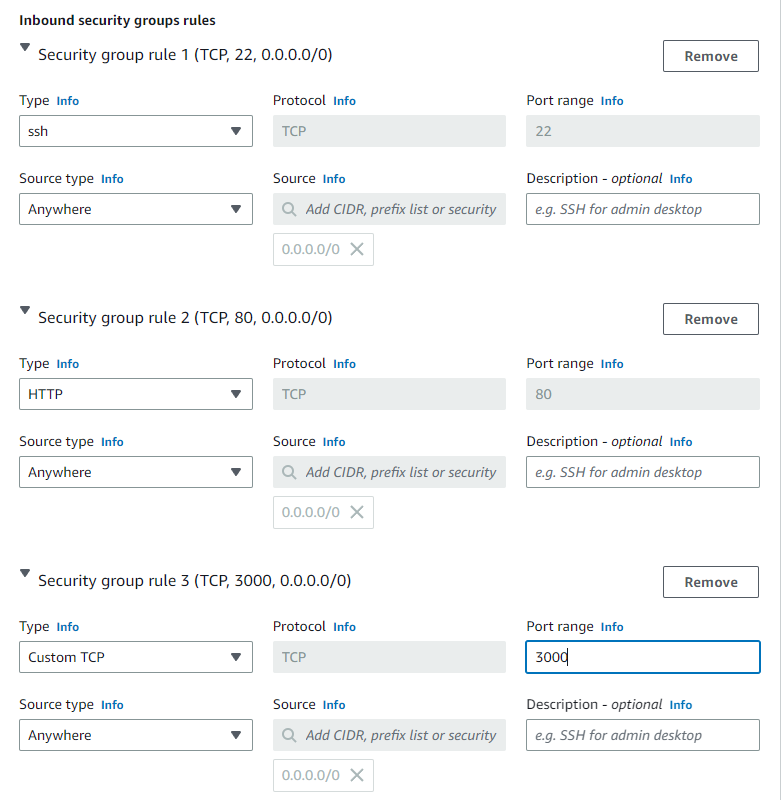 Inbound security groups rules
Security group rule 1 (TCP, 22, 0.0.0.0/0)
Remove
Type Info
Protocol Info
Port range Info
ssh
TCP
22
Source type Info
Source Info
Description - optional Info
Anywhere
Add CIDR, prefix list or security
e.g. SSH for admin desktop
0.0.0.0/0
Security group rule 2 (TCP, 80, 0.0.0.0/0)
Remove
Type Info
Protocol Info
Port range Info
HTTP
TCP
80
Source type Info
Source Info
Description - optional Info
Anywhere
Add CIDR, prefix list or security
e.g. SSH for admin desktop
0.0.0.0/0
Security group rule 3 (TCP, 3000, 0.0.0.0/0)
Remove
Type Info
Protocol Info
Port range Info
Custom TCP
TCP
3000
Source type Info
Source Info
Description - optional Info
Anywhere
Add CIDR, prefix list or security
e.g. SSH for admin desktop
0.0.0.0/0